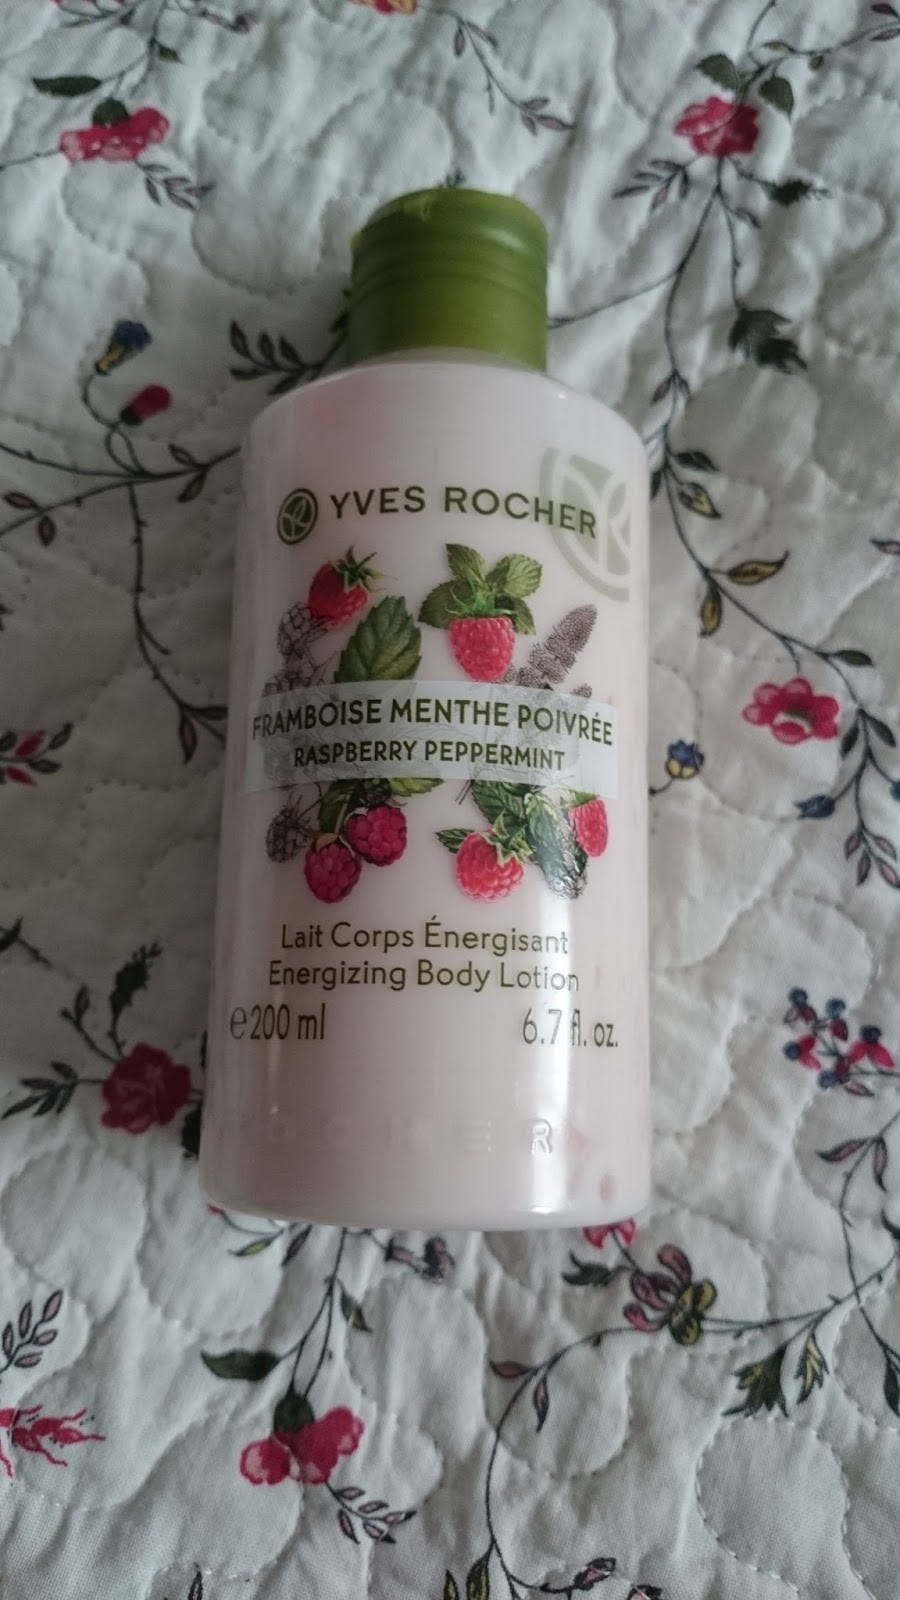 YVES ROCHER
FRAMBOISE MENTHE POIVRÉE
RASPBERRY PEPPERMINT
Lait Corps Énergisant
Energizing Body Lotion
℮200 ml 6.7 fl. oz.
OCHER